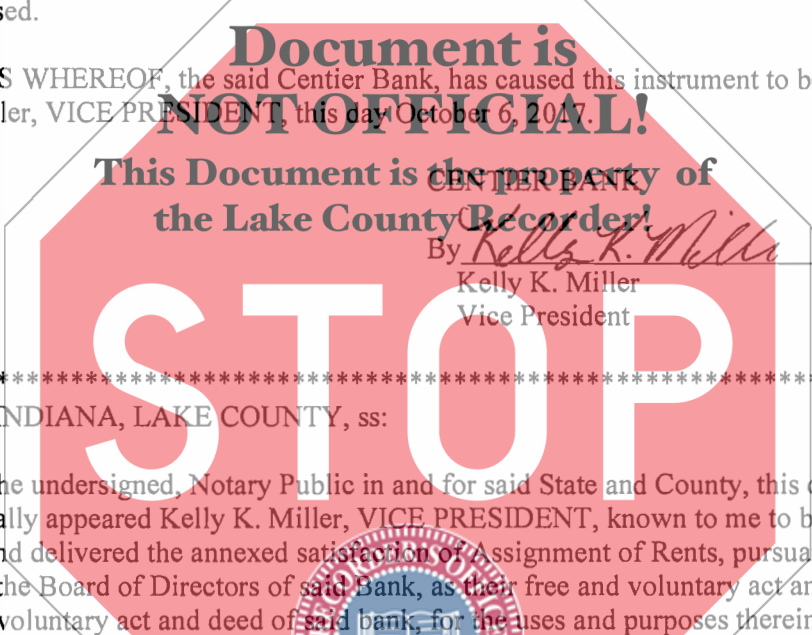 sed.
Document is
S WHEREOF, the said Centier Bank, has caused this instrument to b
ler, VICE PRESIDENT, this day October 6, 2017.
NOT OFFICIAL!
This Document is the property of
CENTIER BANK
the Lake County Recorder!
By Kelly K. Miller
Kelly K. Miller
Vice President
STOP
NDIANA, LAKE COUNTY, ss:
he undersigned, Notary Public in and for said State and County, this
ally appeared Kelly K. Miller, VICE PRESIDENT, known to me to b
nd delivered the annexed satisfaction of Assignment of Rents, pursua
the Board of Directors of said Bank, as their free and voluntary act an
voluntary act and deed of said bank, for the uses and purposes therein